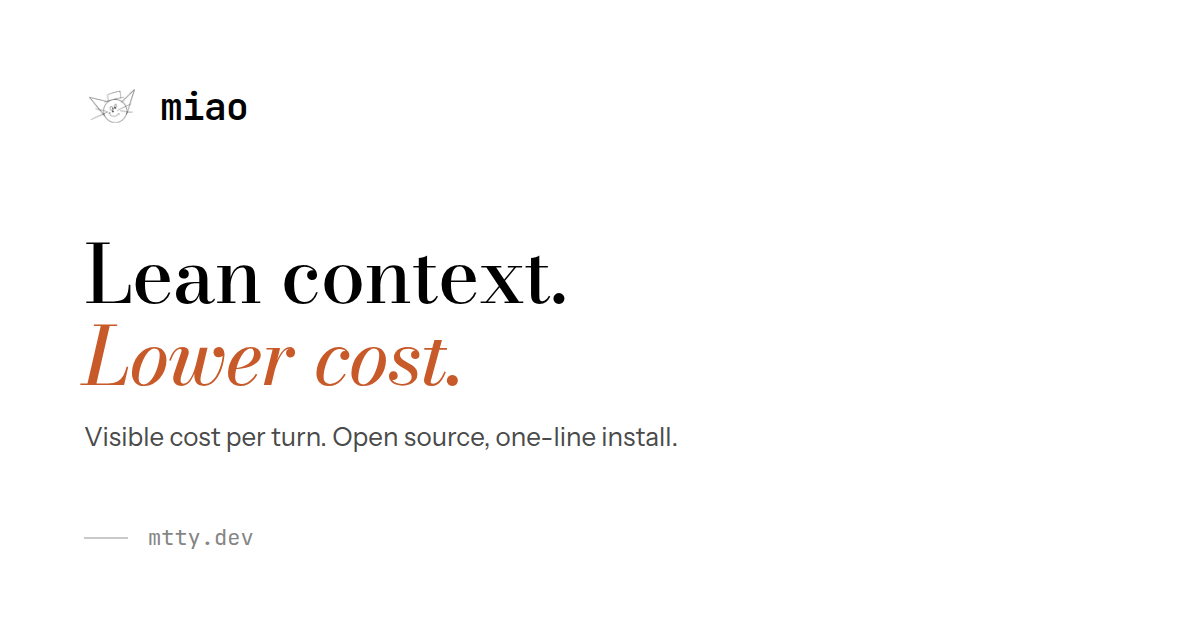 miao
Lean context.
Lower cost.
Visible cost per turn. Open source, one-line install.
mtty.dev